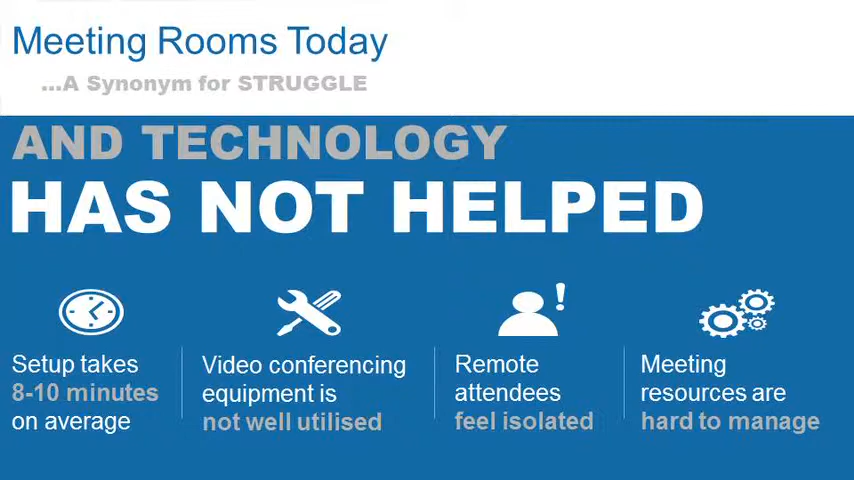 Meeting Rooms Today
...A Synonym for STRUGGLE
AND TECHNOLOGY
HAS NOT HELPED
Setup takes
8-10 minutes
on average
Video conferencing
equipment is
not well utilised
Remote
attendees
feel isolated
Meeting
resources are
hard to manage